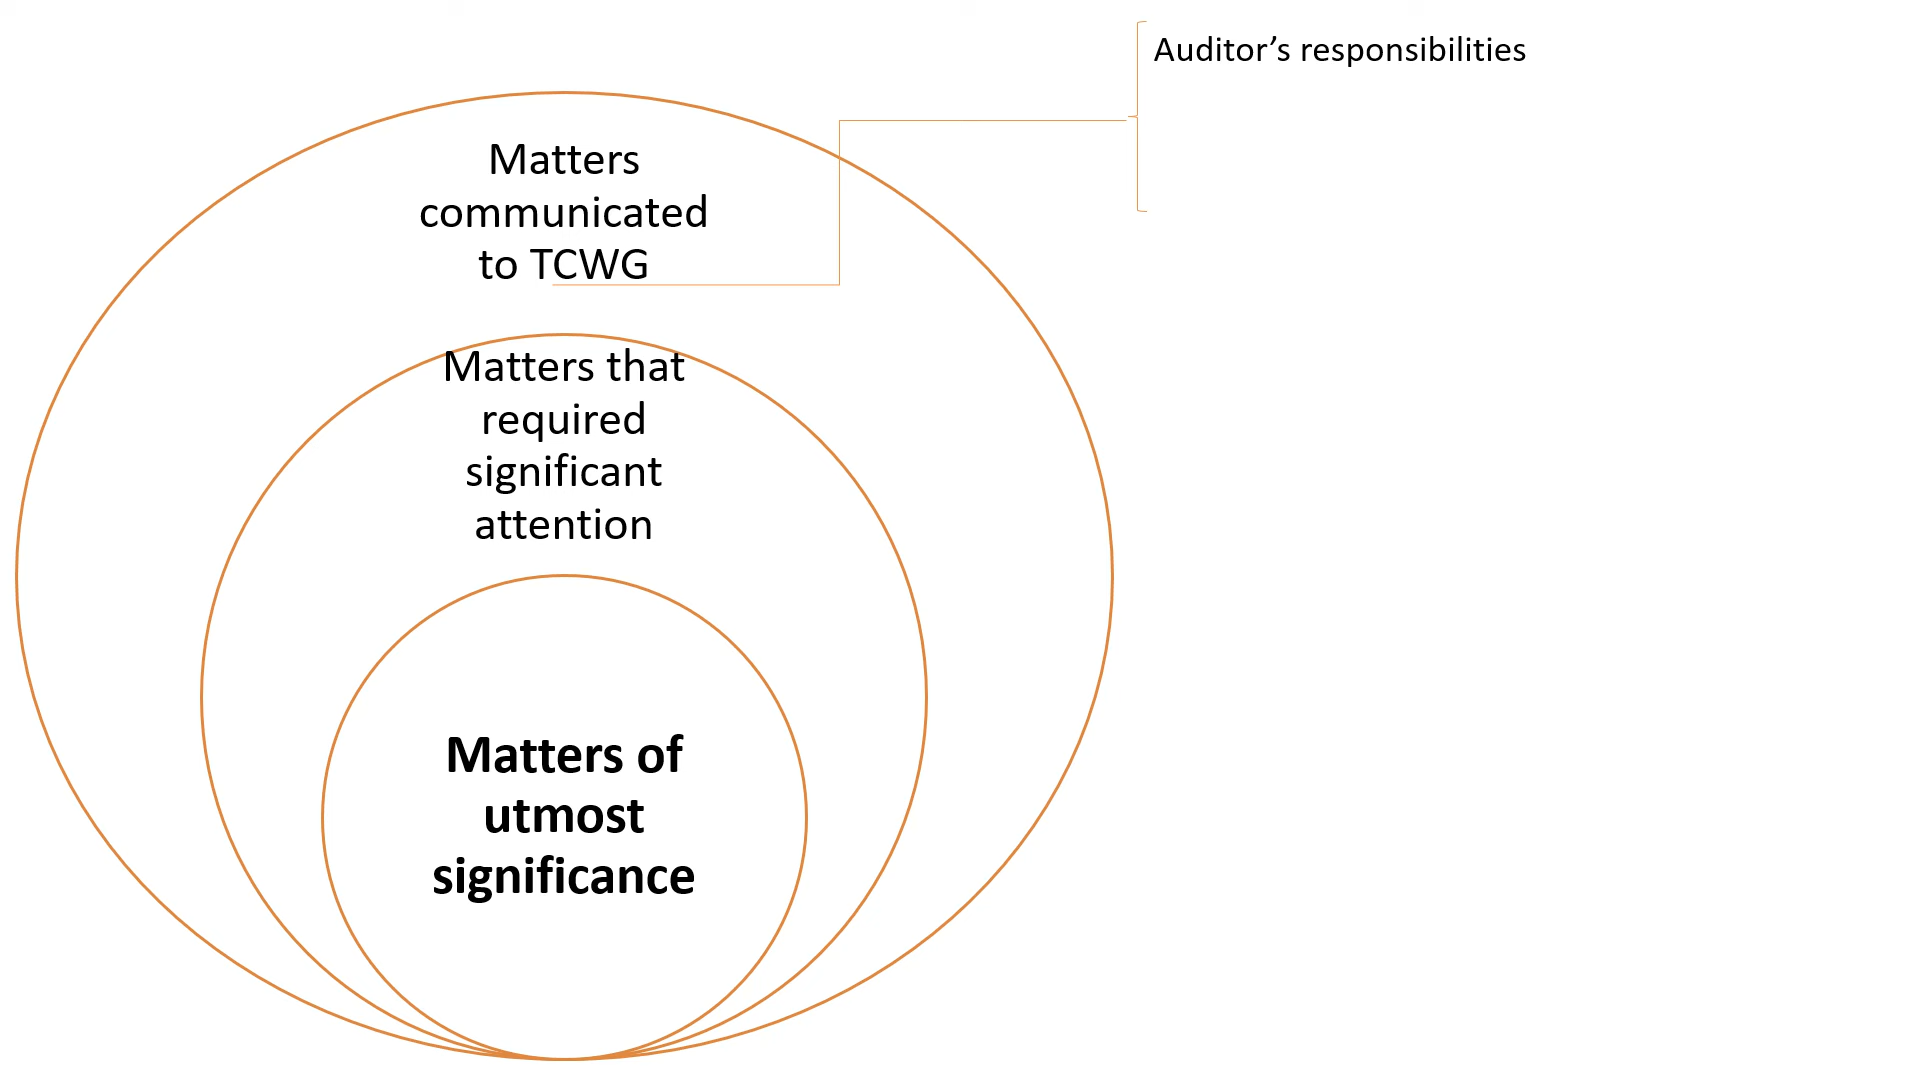 Auditor’s responsibilities
Matters
communicated
to TCWG
Matters that
required
significant
attention
Matters of
utmost
significance